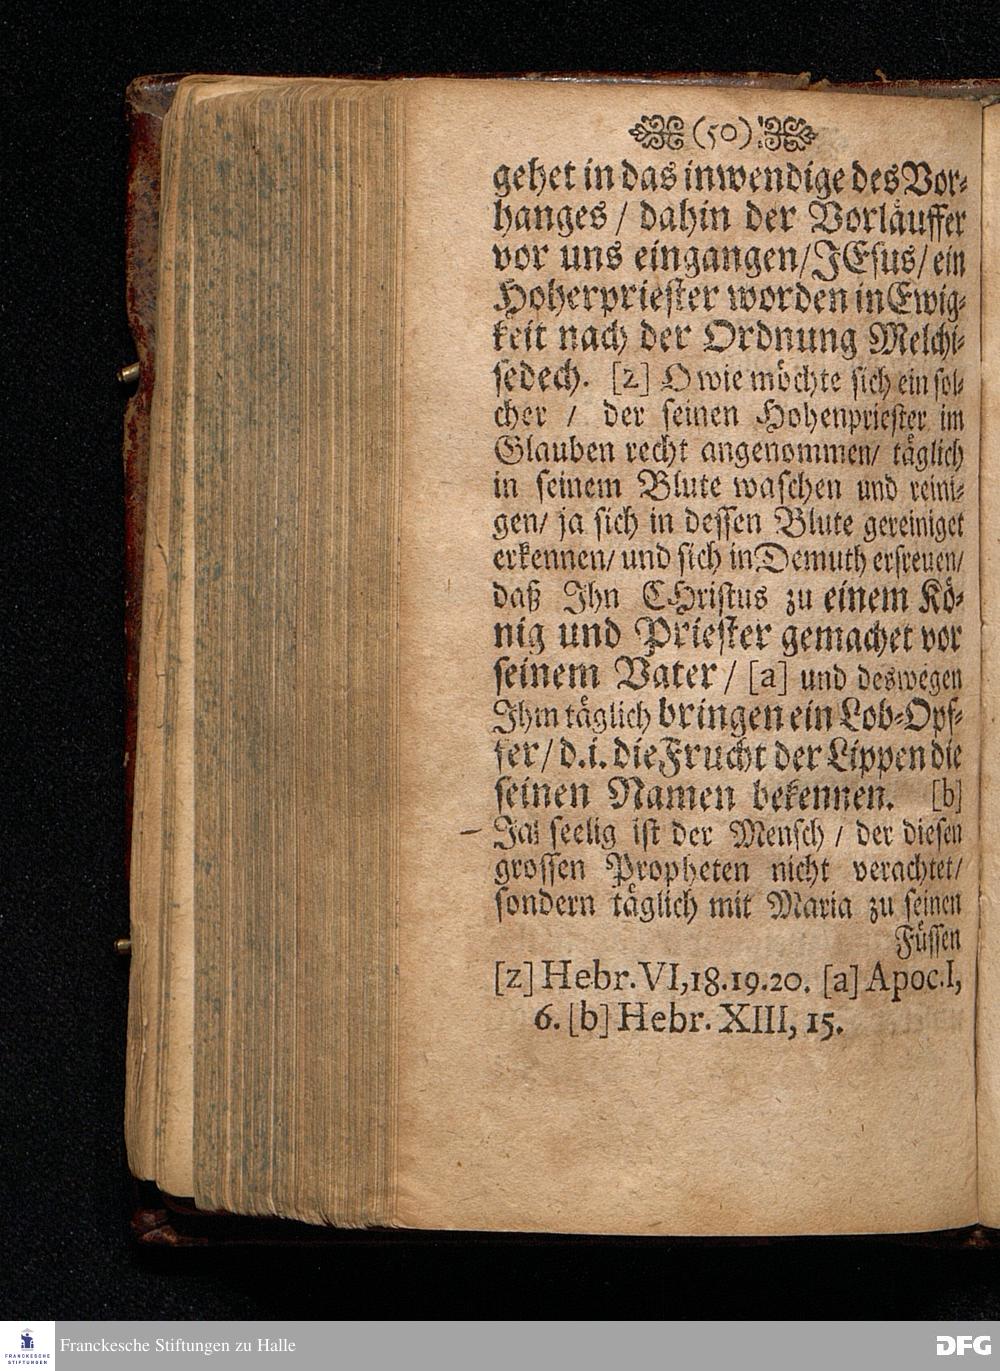 (50)
gehet in das inwendige des Vor-
hanges / dahin der Vorläuffer
vor uns eingangen/JEsus/ein
Hoherpriester worden in Ewig-
keit nach der Ordnung Melchi-
sedech. [z] O wie möchte sich ein sol-
cher / der seinen Hohenpriester im
Glauben recht angenommen/ täglich
in seinem Blute waschen und reini-
gen/ ja sich in dessen Blute gereiniget
erkennen/ und sich in Demuth erfreuen/
daß Ihn CHristus zu einem Kö-
nig und Priester gemachet vor
seinem Vater / [a] und deswegen
Ihm täglich bringen ein Lob-Opf-
fer/ d.i. die Frucht der Lippen die
seinen Namen bekennen. [b]
Ja! seelig ist der Mensch / der diesen
grossen Propheten nicht verachtet/
sondern täglich mit Maria zu seinen
Füssen
[z] Hebr. VI,18.19.20. [a] Apoc.I,
6. [b] Hebr. XIII, 15.
FRANCKESCHE
STIFTUNGEN
Franckesche Stiftungen zu Halle
DFG